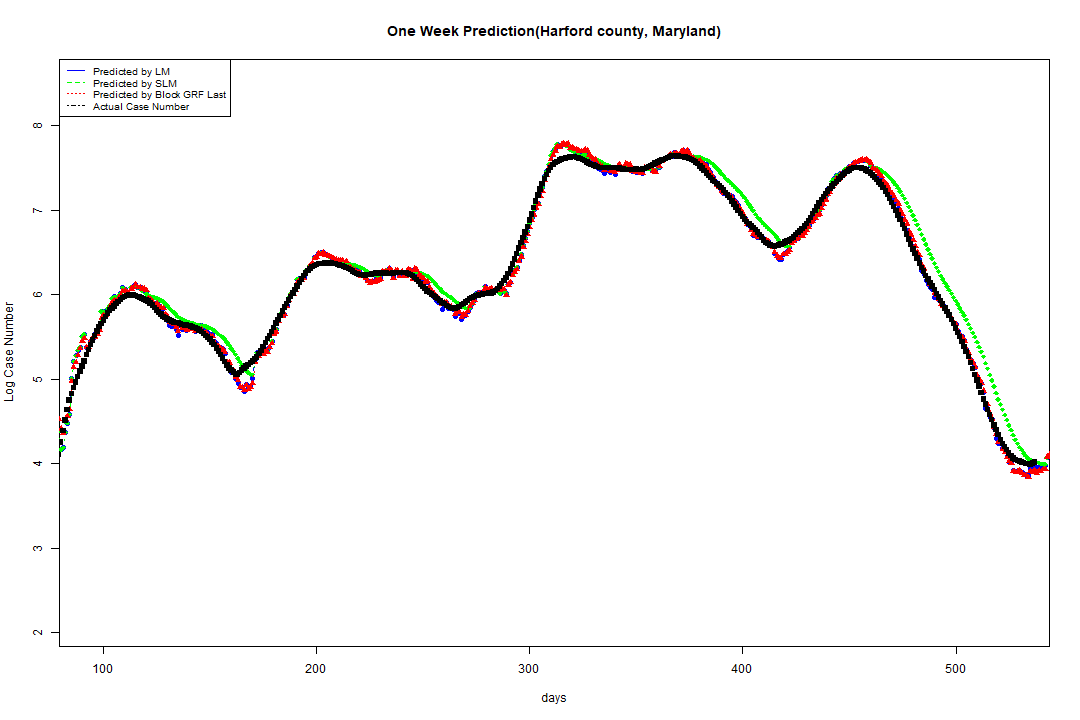 One Week Prediction(Harford county, Maryland)
Predicted by LM
Predicted by SLM
Predicted by Block GRF Last
Actual Case Number
8
7
6
5
4
3
2
Log Case Number
100 200 300 400 500
days